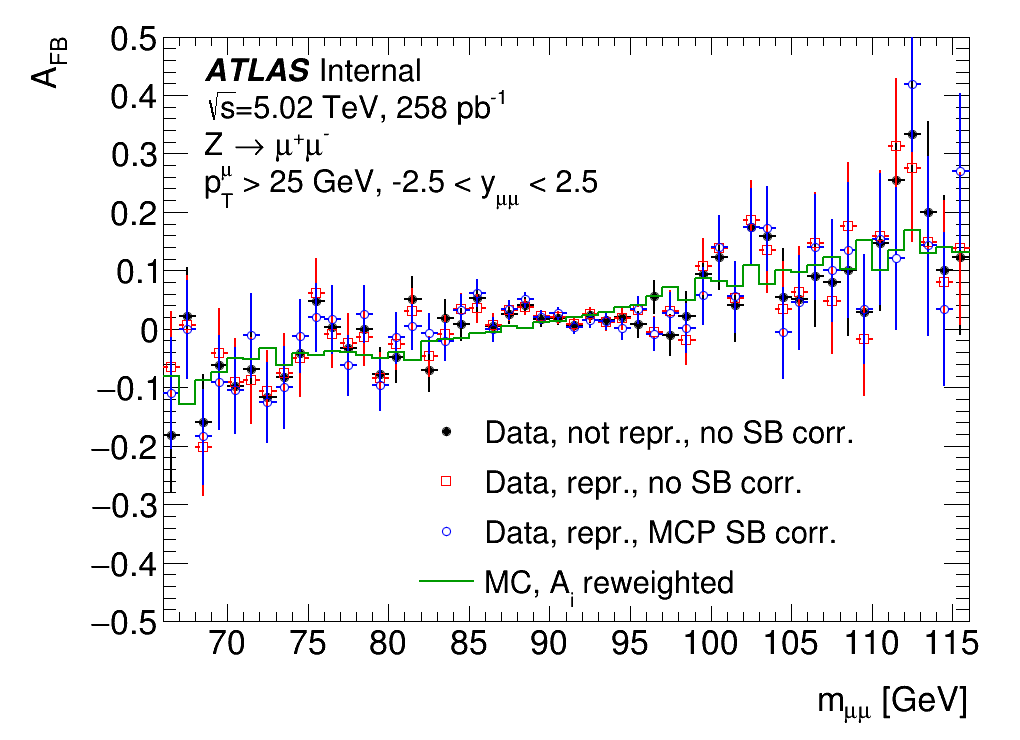 A_FB
0.5
0.4
0.3
0.2
0.1
0
−0.1
−0.2
−0.3
−0.4
−0.5
ATLAS Internal
√s=5.02 TeV, 258 pb⁻¹
Z → μ⁺μ⁻
p_T^μ > 25 GeV, -2.5 < y_μμ < 2.5
Data, not repr., no SB corr.
Data, repr., no SB corr.
Data, repr., MCP SB corr.
MC, A_i reweighted
70 75 80 85 90 95 100 105 110 115
m_μμ [GeV]